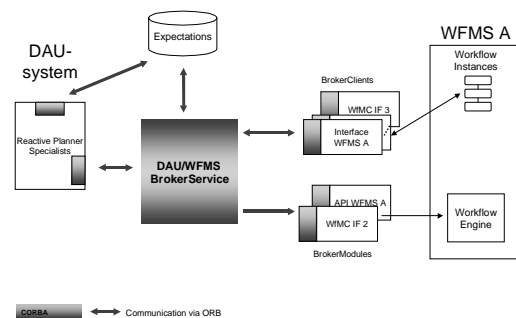 Expectations
DAU-
system
WFMS A
Workflow
Instances
BrokerClients
WfMC IF 3
Interface
WFMS A
Reactive Planner
Specialists
DAU/WFMS
BrokerService
API WFMS A
WfMC IF 2
BrokerModules
Workflow
Engine
CORBA
Communication via ORB